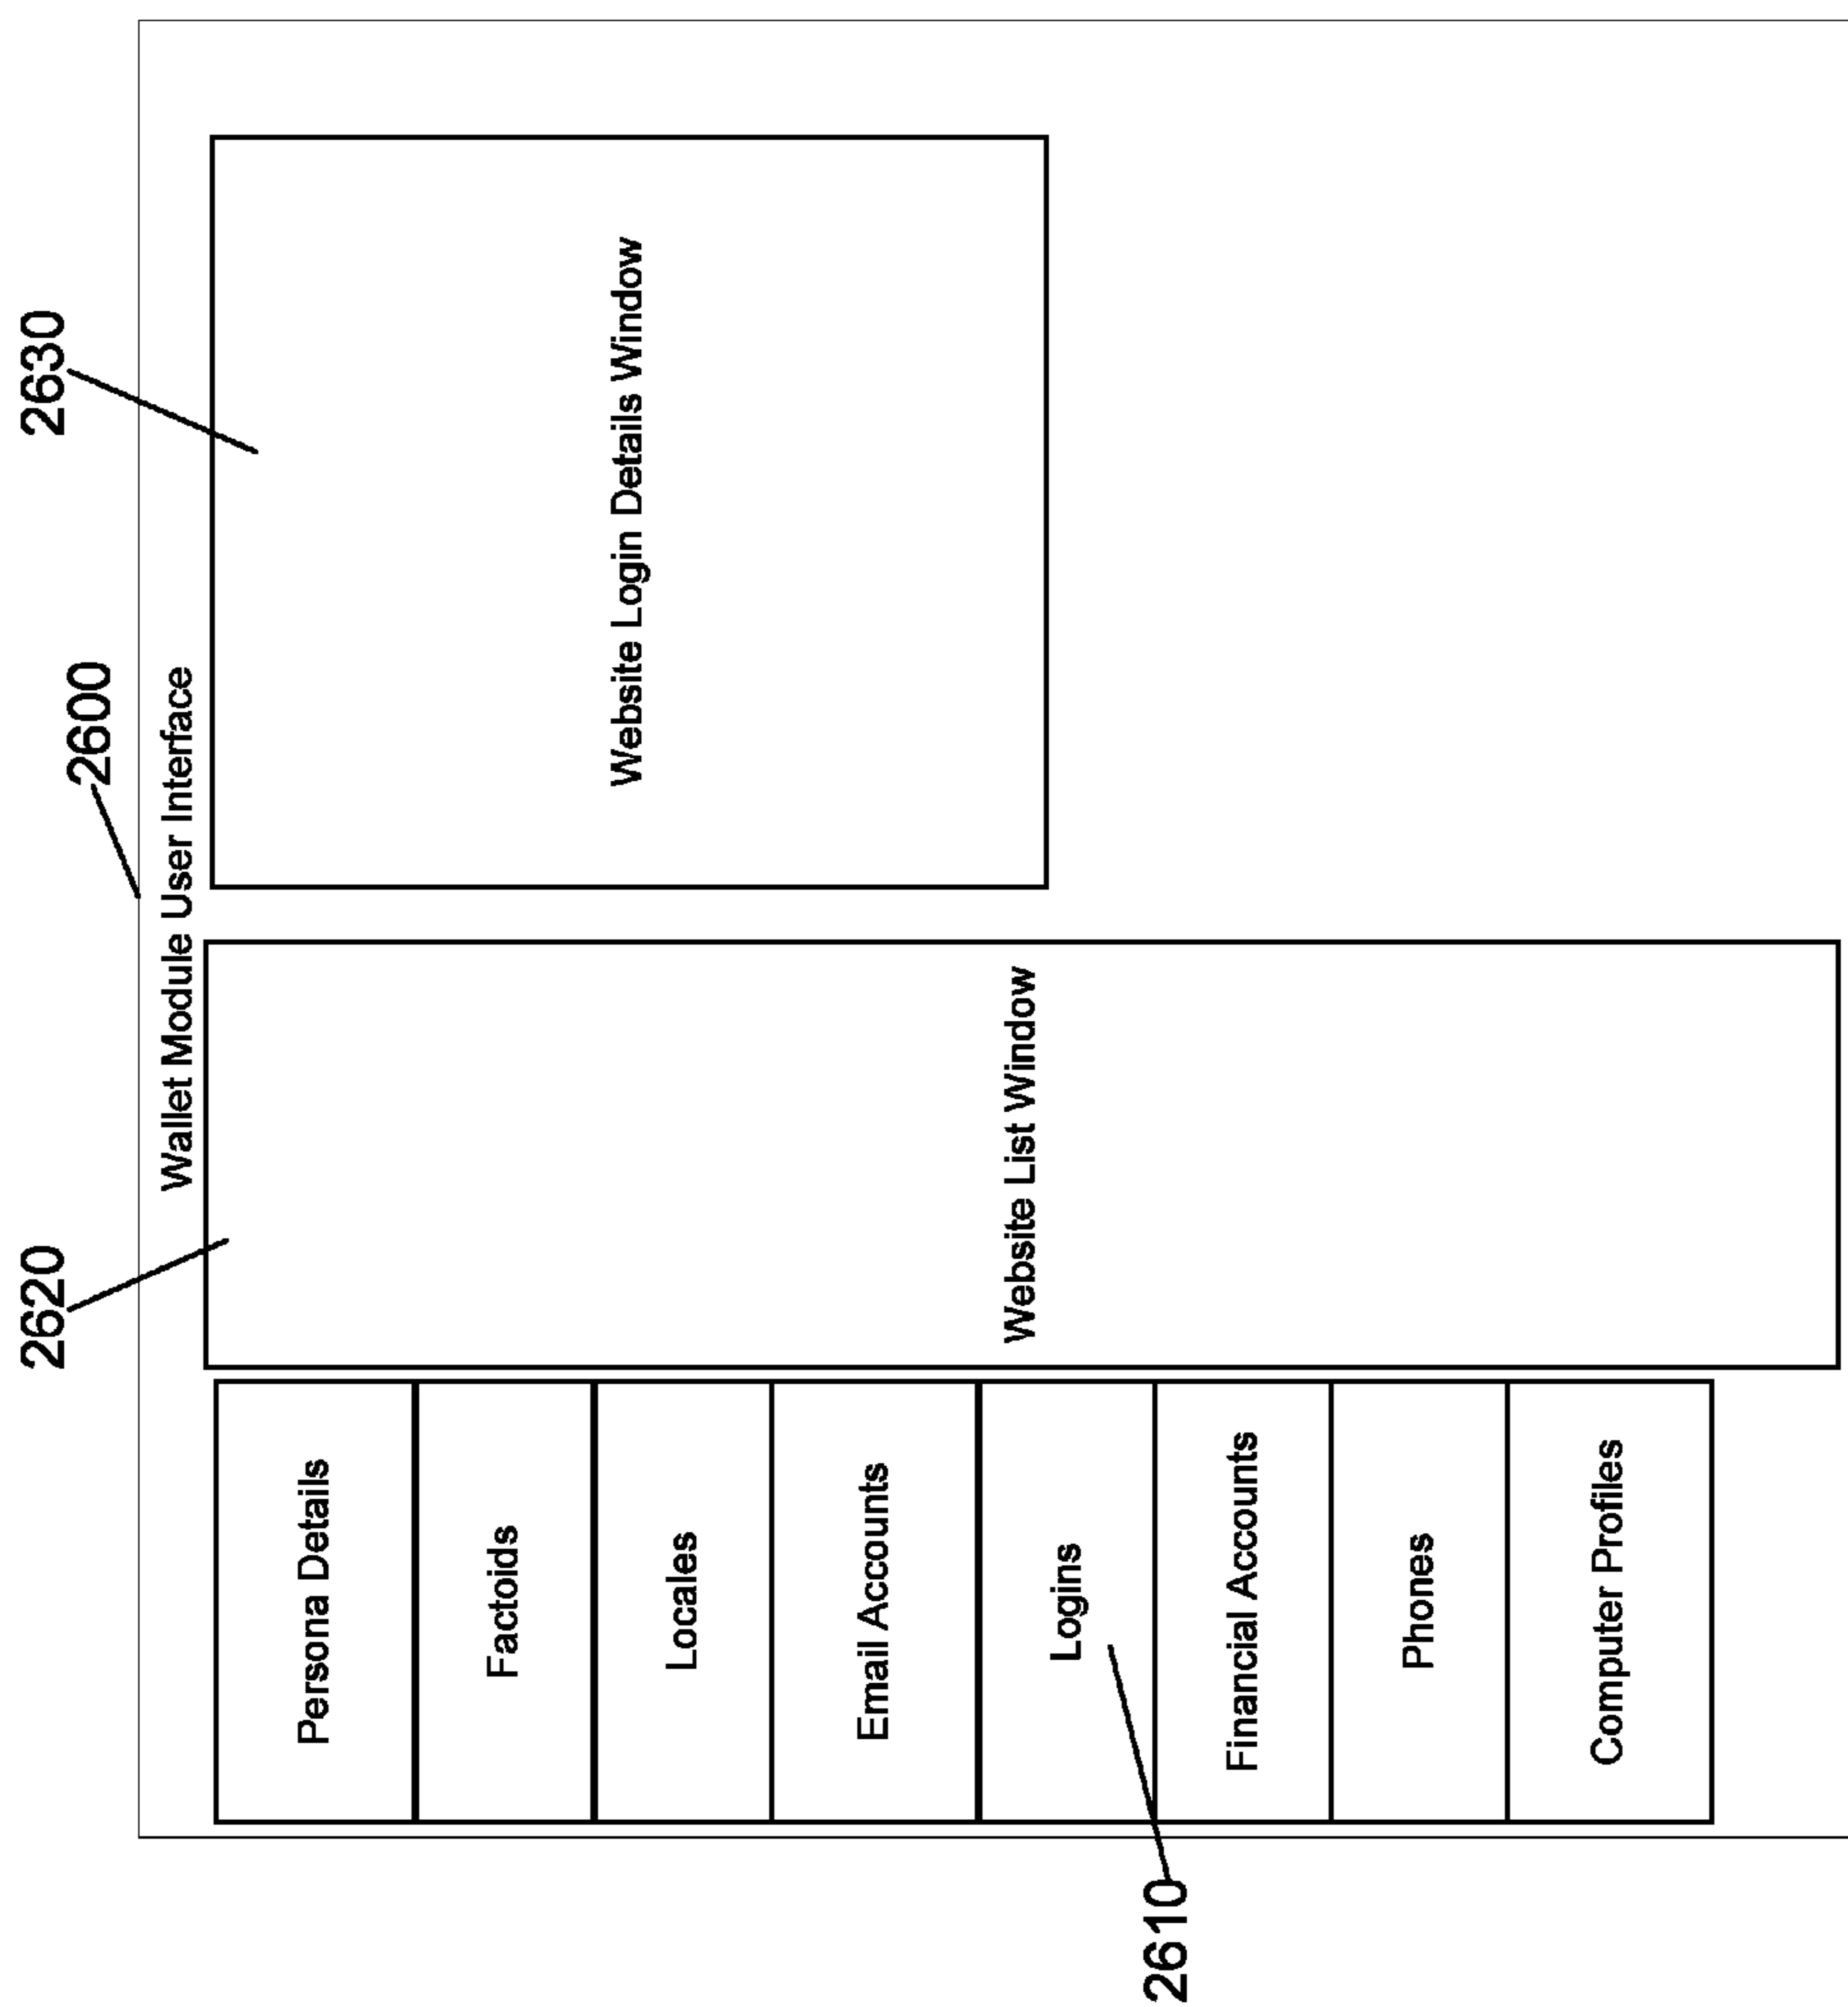 2620
2600
2630
Wallet Module User Interface
Persona Details
Factoids
Locales
Email Accounts
Logins
Financial Accounts
Phones
Computer Profiles
Website List Window
Website Login Details Window
2610